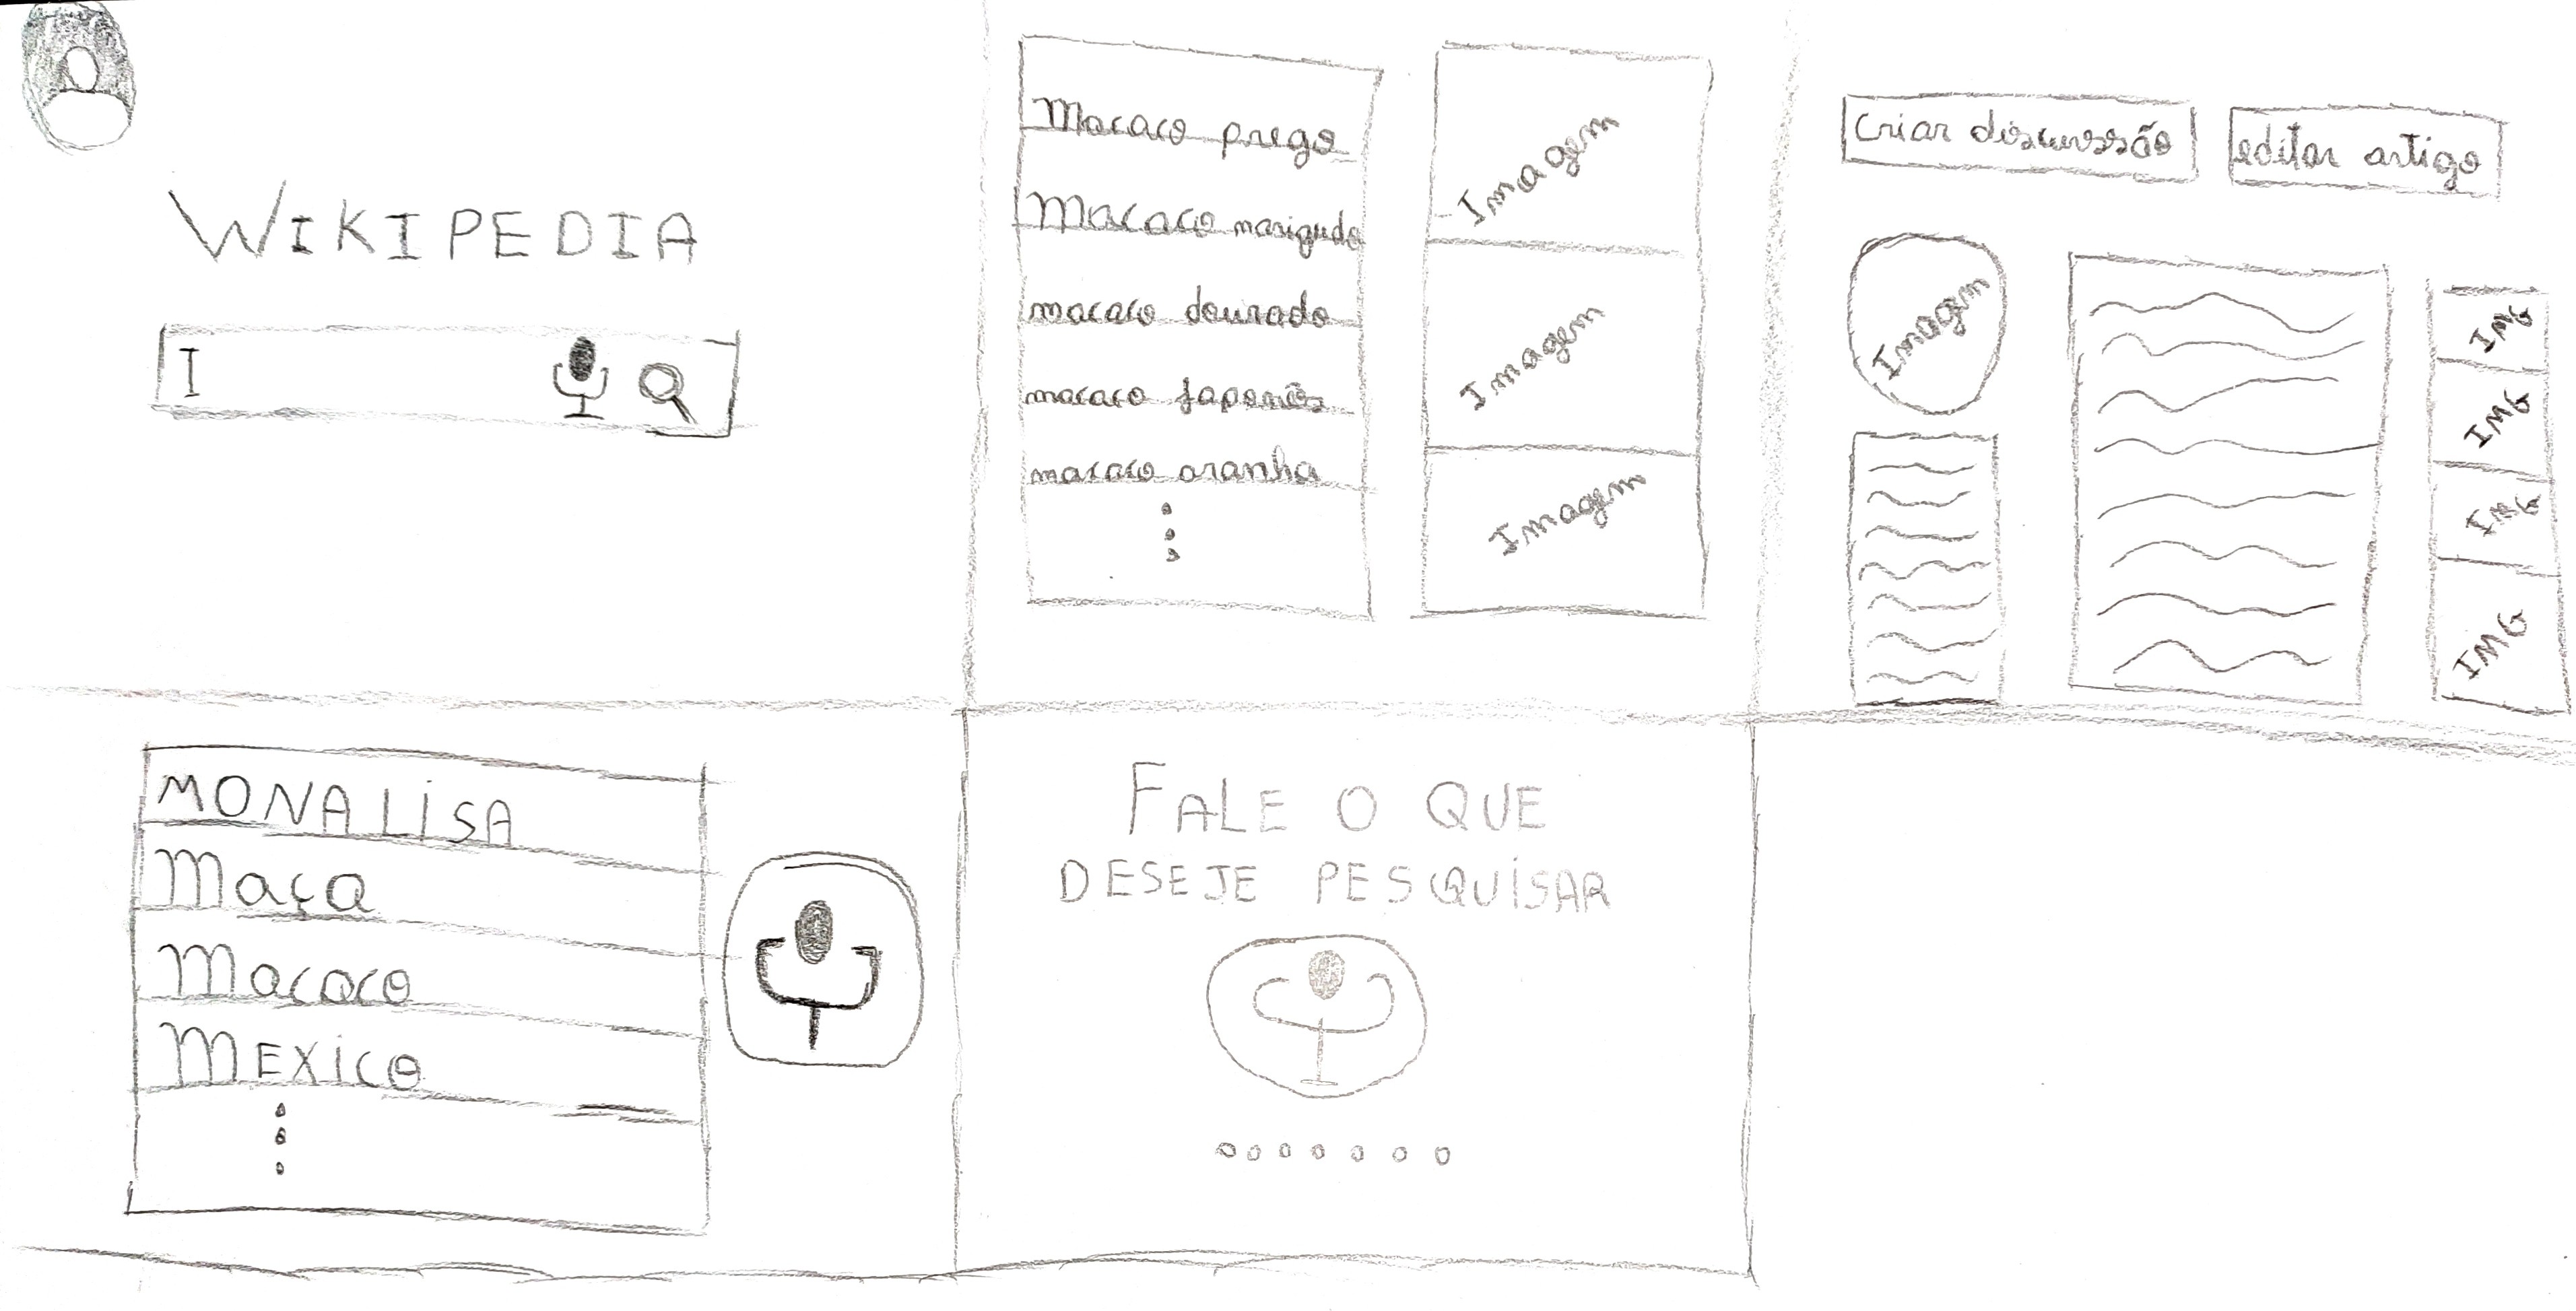 WIKIPEDIA
Macaco prego
Macaco narigudo
macaco dourado
macaco japonês
macaco aranha
Imagem
Imagem
Imagem
criar discussão
editar artigo
Imagem
IMG
IMG
IMG
IMG
MONALISA
Maça
Macaco
MEXICO
FALE O QUE
DESEJE PESQUISAR